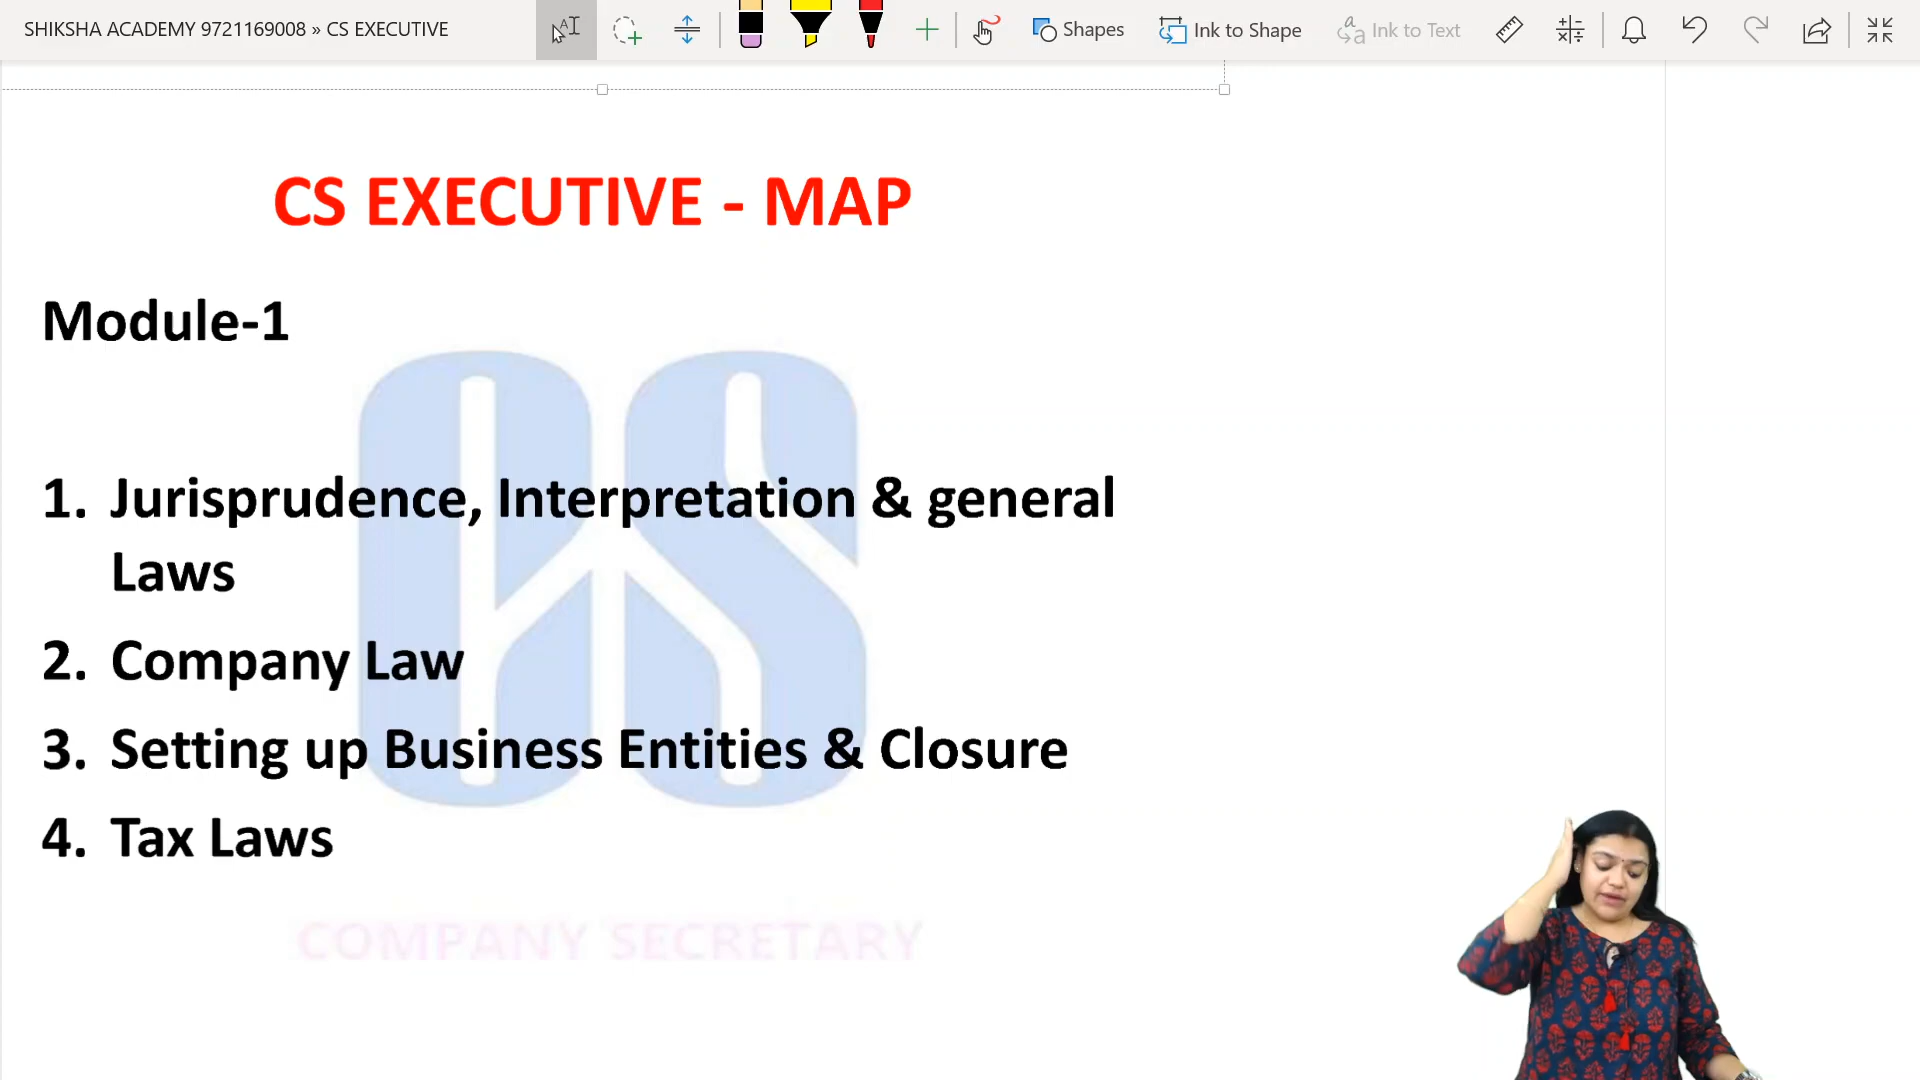 SHIKSHA ACADEMY 9721169008 » CS EXECUTIVE
Shapes
Ink to Shape
Ink to Text
CS EXECUTIVE - MAP
Module-1
1. Jurisprudence, Interpretation & general
Laws
2. Company Law
3. Setting up Business Entities & Closure
4. Tax Laws
CS
COMPANY SECRETARY